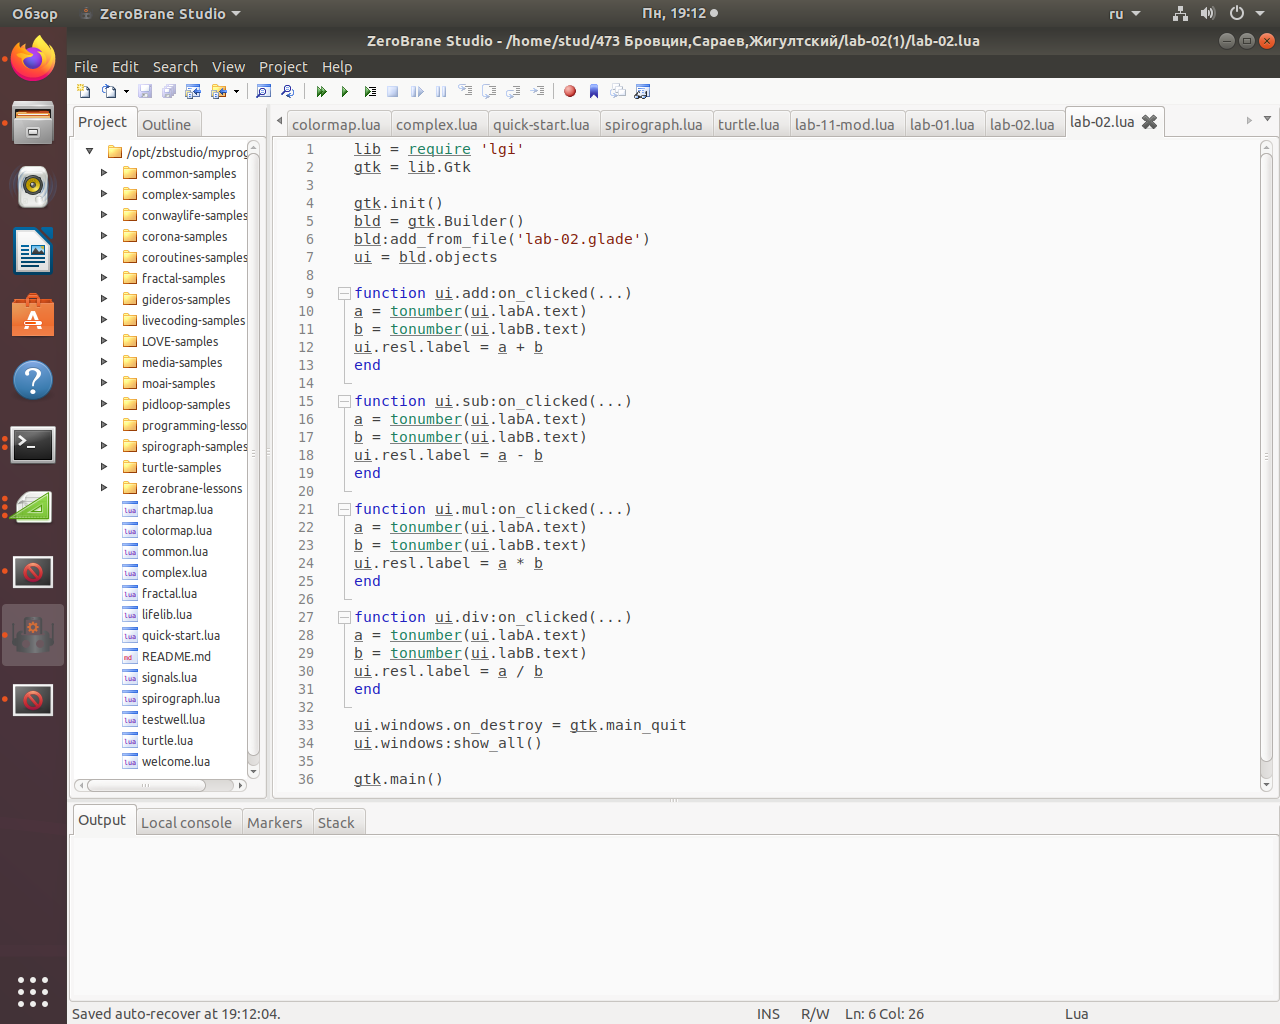 Обзор
ZeroBrane Studio
Пн, 19:12
ru
ZeroBrane Studio - /home/stud/473 Бровцин,Сараев,Жигултский/lab-02(1)/lab-02.lua
File Edit Search View Project Help
Project Outline
/opt/zbstudio/myprog
common-samples
complex-samples
conwaylife-samples
corona-samples
coroutines-samples
fractal-samples
gideros-samples
livecoding-samples
LOVE-samples
media-samples
moai-samples
pidloop-samples
programming-lesso
spirograph-samples
turtle-samples
zerobrane-lessons
chartmap.lua
colormap.lua
common.lua
complex.lua
fractal.lua
lifelib.lua
quick-start.lua
README.md
signals.lua
spirograph.lua
testwell.lua
turtle.lua
welcome.lua
colormap.lua complex.lua quick-start.lua spirograph.lua turtle.lua lab-11-mod.lua lab-01.lua lab-02.lua lab-02.lua
1 lib = require 'lgi'
2 gtk = lib.Gtk
3
4 gtk.init()
5 bld = gtk.Builder()
6 bld:add_from_file('lab-02.glade')
7 ui = bld.objects
8
9 function ui.add:on_clicked(...)
10 a = tonumber(ui.labA.text)
11 b = tonumber(ui.labB.text)
12 ui.resl.label = a + b
13 end
14
15 function ui.sub:on_clicked(...)
16 a = tonumber(ui.labA.text)
17 b = tonumber(ui.labB.text)
18 ui.resl.label = a - b
19 end
20
21 function ui.mul:on_clicked(...)
22 a = tonumber(ui.labA.text)
23 b = tonumber(ui.labB.text)
24 ui.resl.label = a * b
25 end
26
27 function ui.div:on_clicked(...)
28 a = tonumber(ui.labA.text)
29 b = tonumber(ui.labB.text)
30 ui.resl.label = a / b
31 end
32
33 ui.windows.on_destroy = gtk.main_quit
34 ui.windows:show_all()
35
36 gtk.main()
Output Local console Markers Stack
Saved auto-recover at 19:12:04.
INS R/W Ln: 6 Col: 26 Lua